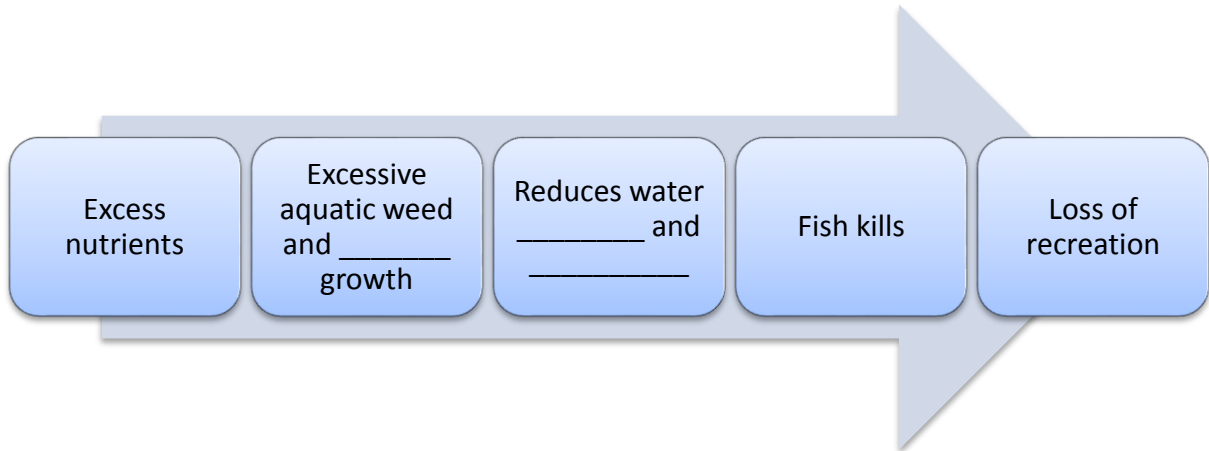 Excess
nutrients
Excessive
aquatic weed
and _______
growth
Reduces water
________ and
__________
Fish kills
Loss of
recreation